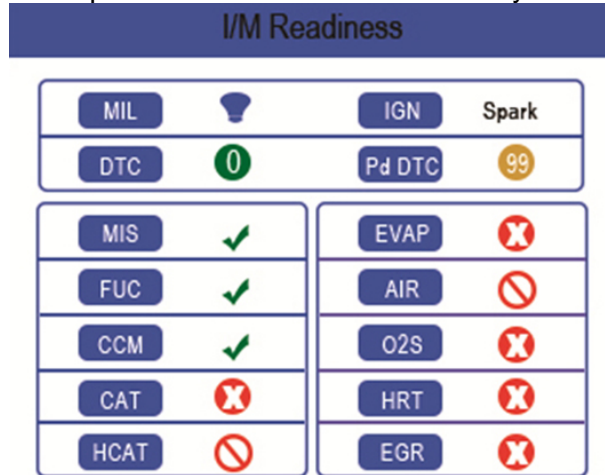 I/M Readiness
MIL IGN Spark
DTC 0 Pd DTC 99
MIS EVAP
FUC AIR
CCM O2S
CAT HRT
HCAT EGR